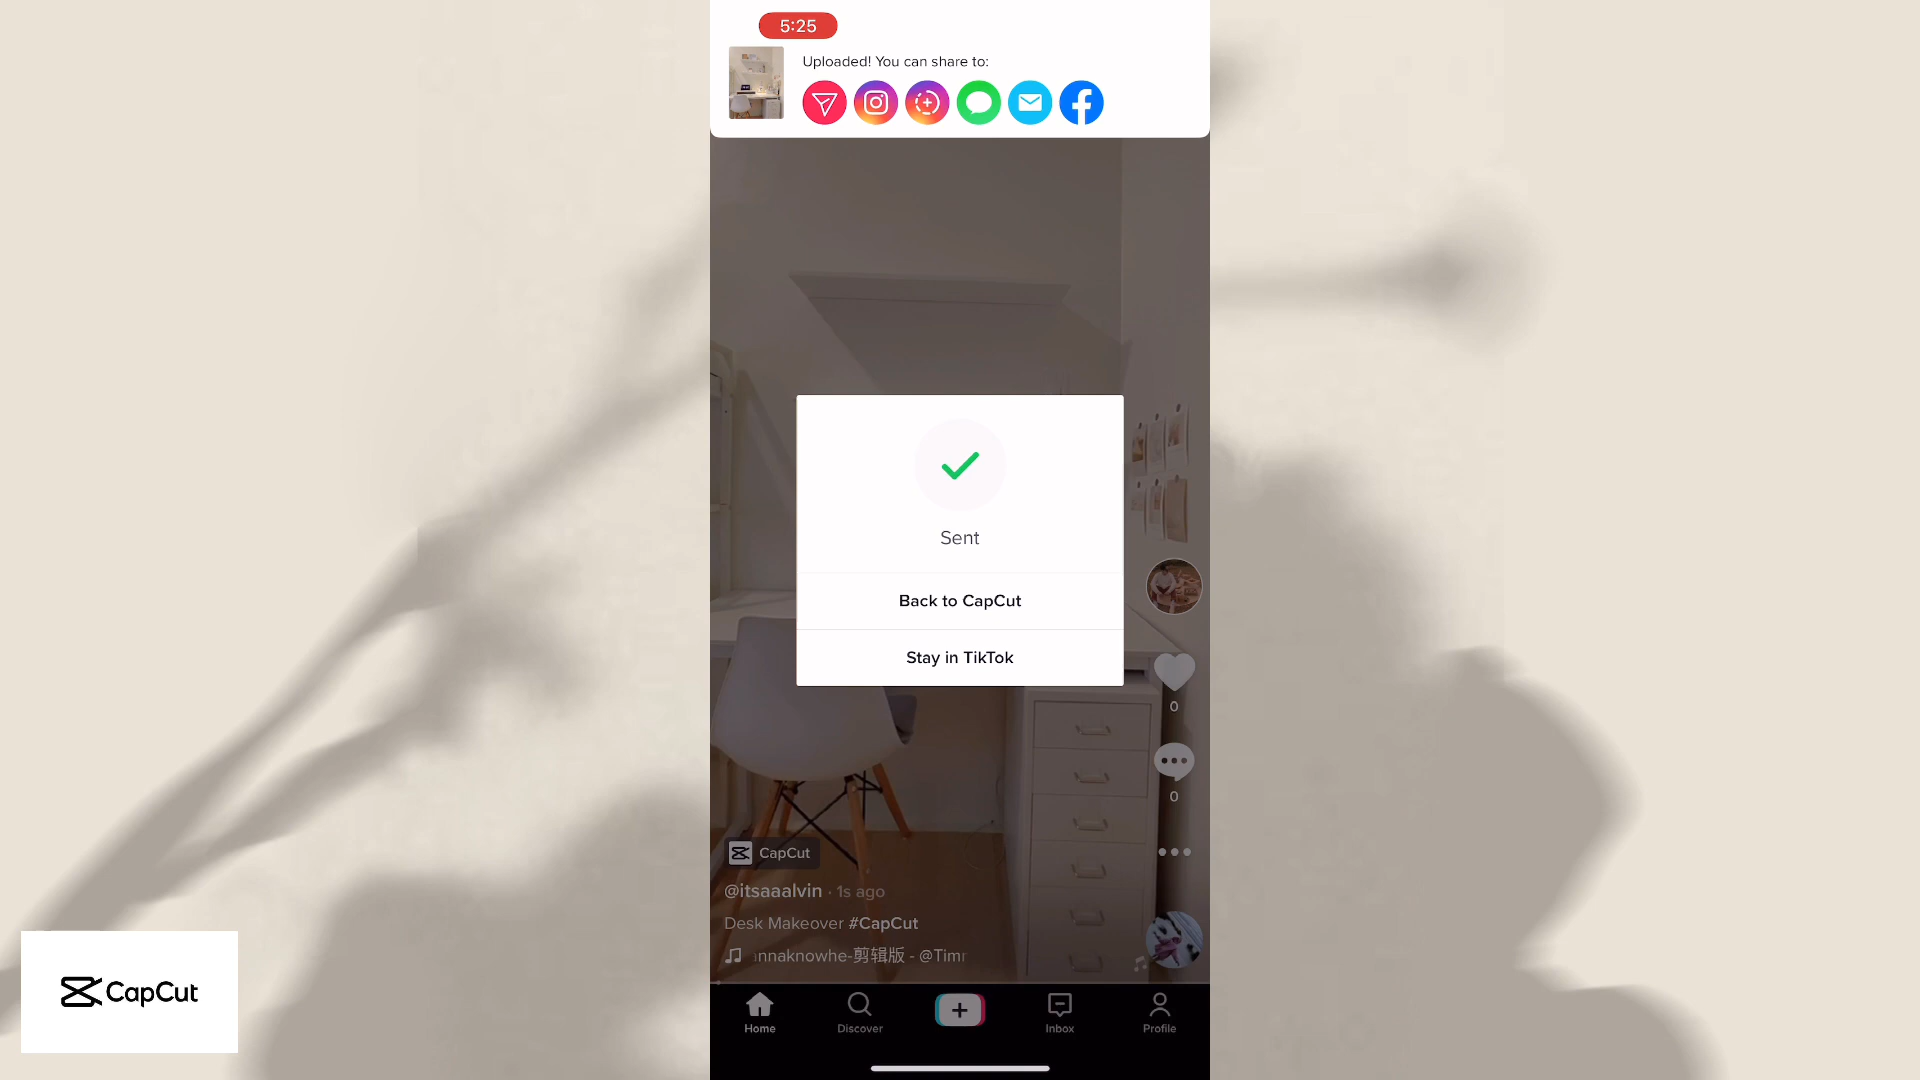 5:25
Uploaded! You can share to:
Sent
Back to CapCut
Stay in TikTok
0
0
CapCut
@itsaaalvin · 1s ago
Desk Makeover #CapCut
nnaknowhe-剪辑版 - @Tim
Home
Discover
Inbox
Profile
CapCut